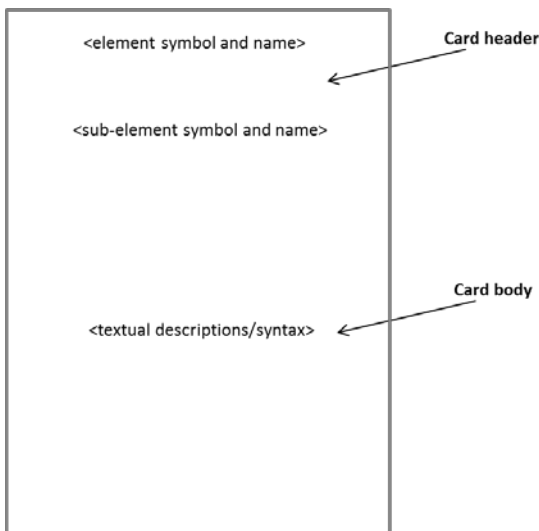 <element symbol and name>
Card header
<sub-element symbol and name>
Card body
<textual descriptions/syntax>